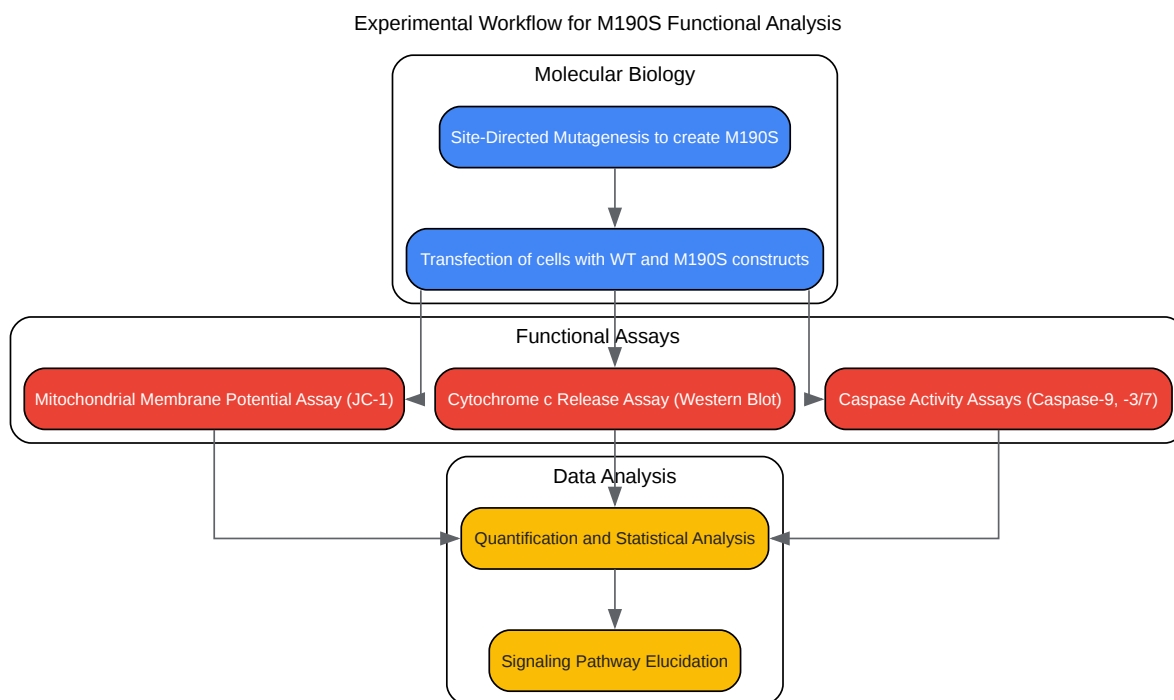 Experimental Workflow for M190S Functional Analysis
Molecular Biology
Site-Directed Mutagenesis to create M190S
Transfection of cells with WT and M190S constructs
Functional Assays
Mitochondrial Membrane Potential Assay (JC-1)
Cytochrome c Release Assay (Western Blot)
Caspase Activity Assays (Caspase-9, -3/7)
Data Analysis
Quantification and Statistical Analysis
Signaling Pathway Elucidation